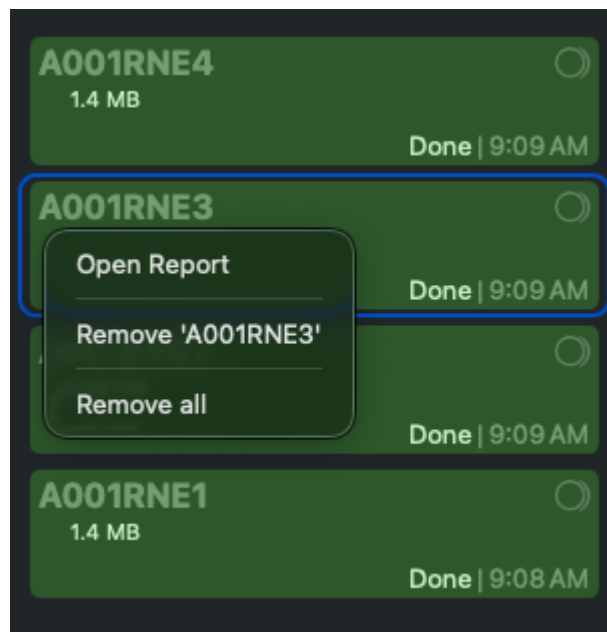 A001RNE4
1.4 MB
Done | 9:09 AM
A001RNE3
Open Report
Done | 9:09 AM
Remove 'A001RNE3'
Remove all
Done | 9:09 AM
A001RNE1
1.4 MB
Done | 9:08 AM